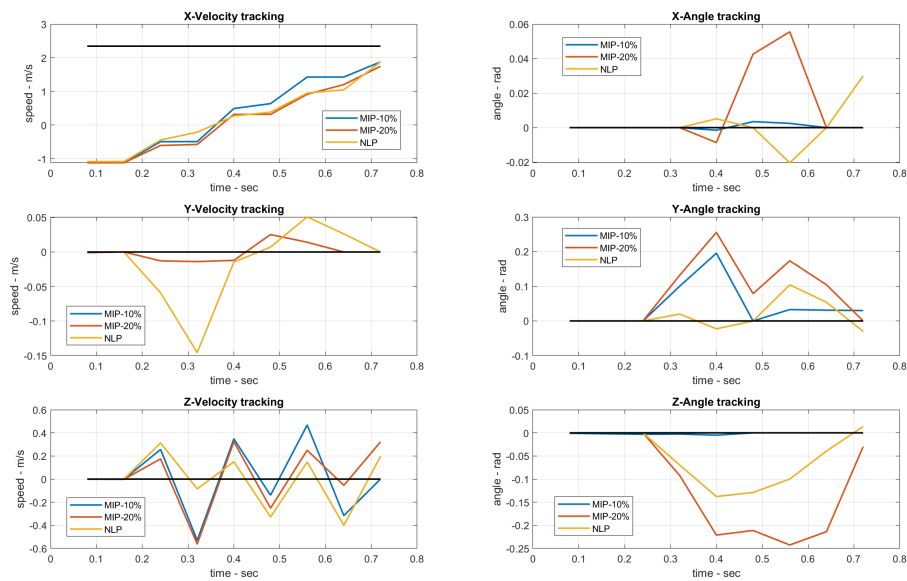 X-Velocity tracking
4
3
2
1
0
-1
speed - m/s
MIP-10%
MIP-20%
NLP
0 0.1 0.2 0.3 0.4 0.5 0.6 0.7 0.8
time - sec
X-Angle tracking
0.06
0.04
0.02
0
-0.02
angle - rad
MIP-10%
MIP-20%
NLP
0 0.1 0.2 0.3 0.4 0.5 0.6 0.7 0.8
time - sec
Y-Velocity tracking
0.05
0
-0.05
-0.1
-0.15
speed - m/s
MIP-10%
MIP-20%
NLP
0 0.1 0.2 0.3 0.4 0.5 0.6 0.7 0.8
time - sec
Y-Angle tracking
0.3
0.2
0.1
0
-0.1
angle - rad
MIP-10%
MIP-20%
NLP
0 0.1 0.2 0.3 0.4 0.5 0.6 0.7 0.8
time - sec
Z-Velocity tracking
0.6
0.4
0.2
0
-0.2
-0.4
-0.6
speed - m/s
MIP-10%
MIP-20%
NLP
0 0.1 0.2 0.3 0.4 0.5 0.6 0.7 0.8
time - sec
Z-Angle tracking
0.05
0
-0.05
-0.1
-0.15
-0.2
-0.25
angle - rad
MIP-10%
MIP-20%
NLP
0 0.1 0.2 0.3 0.4 0.5 0.6 0.7 0.8
time - sec